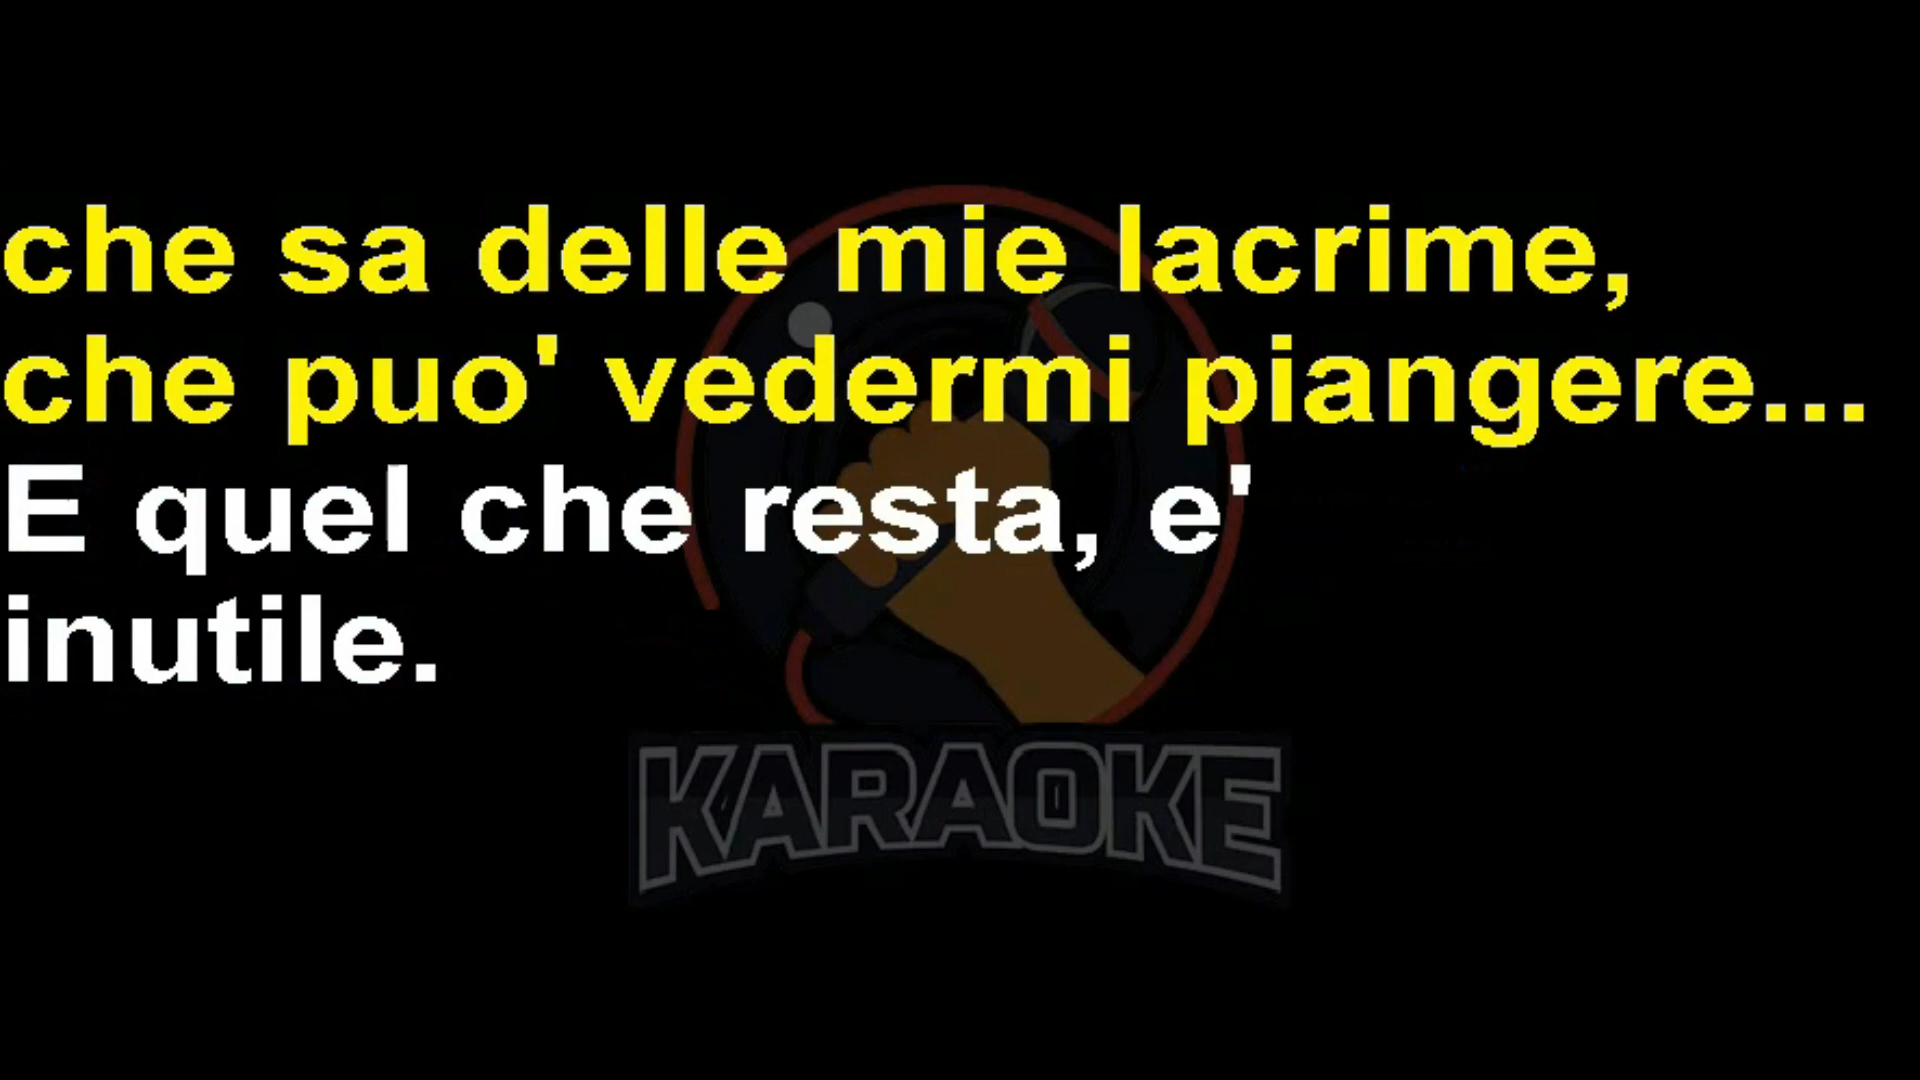 che sa delle mie lacrime,
che puo' vedermi piangere...
E quel che resta, e'
inutile.
KARAOKE